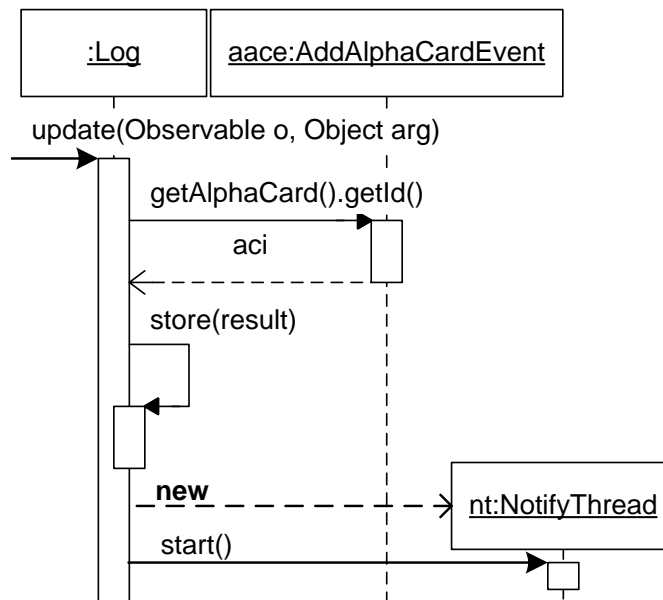 :Log
aace:AddAlphaCardEvent
update(Observable o, Object arg)
getAlphaCard().getId()
aci
store(result)
new
nt:NotifyThread
start()